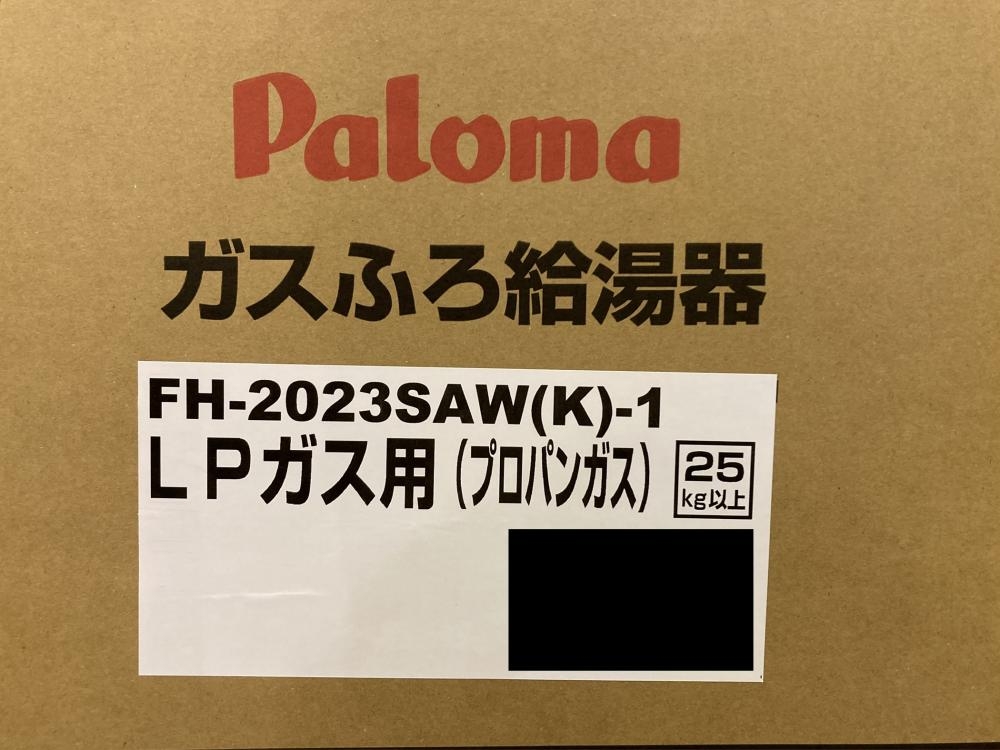 Paloma
ガスふろ給湯器
FH-2023SAW(K)-1
LPガス用(プロパンガス)
25
kg以上